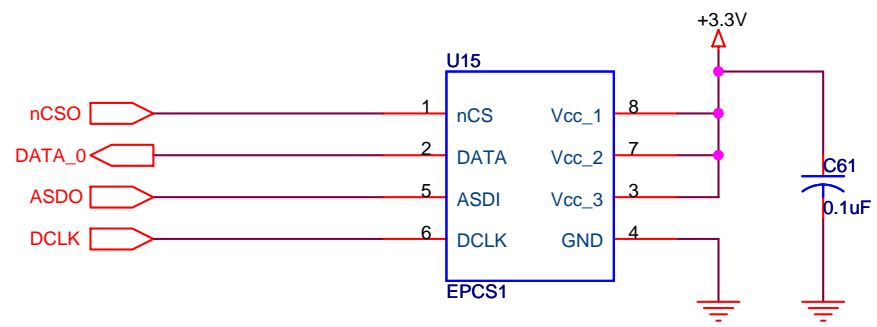 +3.3V
U15
nCSO 1 nCS Vcc_1 8
DATA_0 2 DATA Vcc_2 7
C61
ASDO 5 ASDI Vcc_3 3
0.1uF
DCLK 6 DCLK GND 4
EPCS1